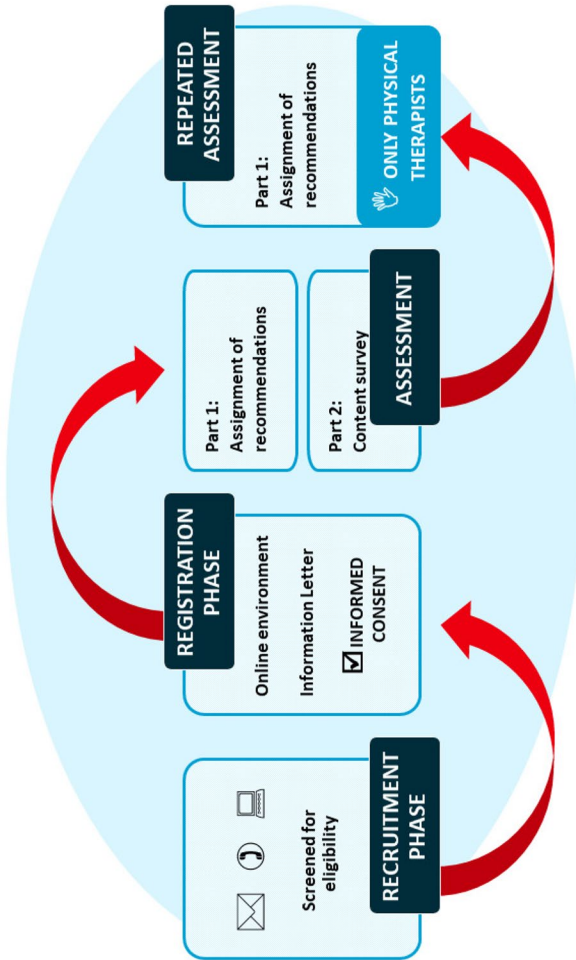 Screened for
eligibility
RECRUITMENT
PHASE
REGISTRATION
PHASE
Online environment
Information Letter
INFORMED
CONSENT
Part 1:
Assignment of
recommendations
Part 2:
Content survey
ASSESSMENT
REPEATED
ASSESSMENT
Part 1:
Assignment of
recommendations
ONLY PHYSICAL
THERAPISTS